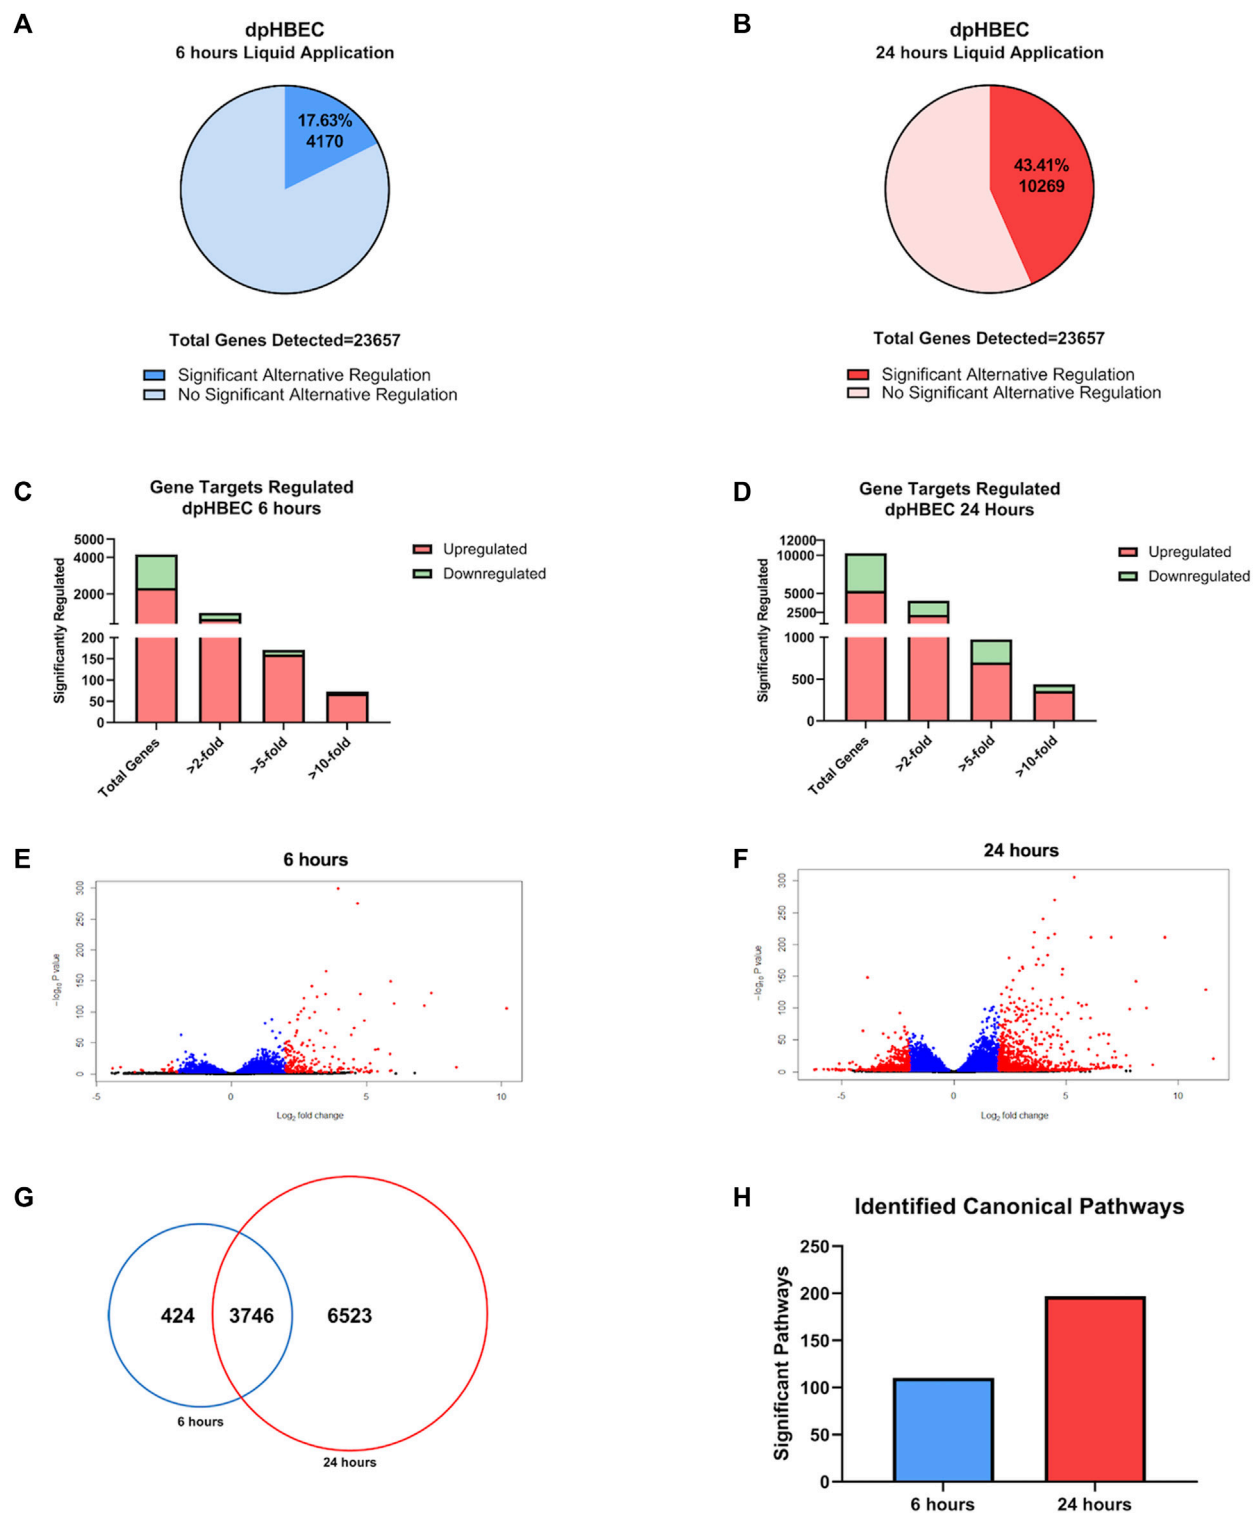 A
dpHBEC
6 hours Liquid Application
17.63%
4170
Total Genes Detected=23657
Significant Alternative Regulation
No Significant Alternative Regulation
B
dpHBEC
24 hours Liquid Application
43.41%
10269
Total Genes Detected=23657
Significant Alternative Regulation
No Significant Alternative Regulation
C
Gene Targets Regulated
dpHBEC 6 hours
Significantly Regulated
5000
4000
2000
200
150
100
50
0
Total Genes
>2-fold
>5-fold
>10-fold
Upregulated
Downregulated
D
Gene Targets Regulated
dpHBEC 24 Hours
Significantly Regulated
12000
10000
5000
2500
1000
500
0
Total Genes
>2-fold
>5-fold
>10-fold
Upregulated
Downregulated
E
6 hours
−log10 P value
300
250
200
150
100
50
0
-5
0
5
10
Log2 fold change
F
24 hours
−log10 P value
300
250
200
150
100
50
0
-5
0
5
10
Log2 fold change
G
424
3746
6523
6 hours
24 hours
H
Identified Canonical Pathways
Significant Pathways
250
200
150
100
50
0
6 hours
24 hours